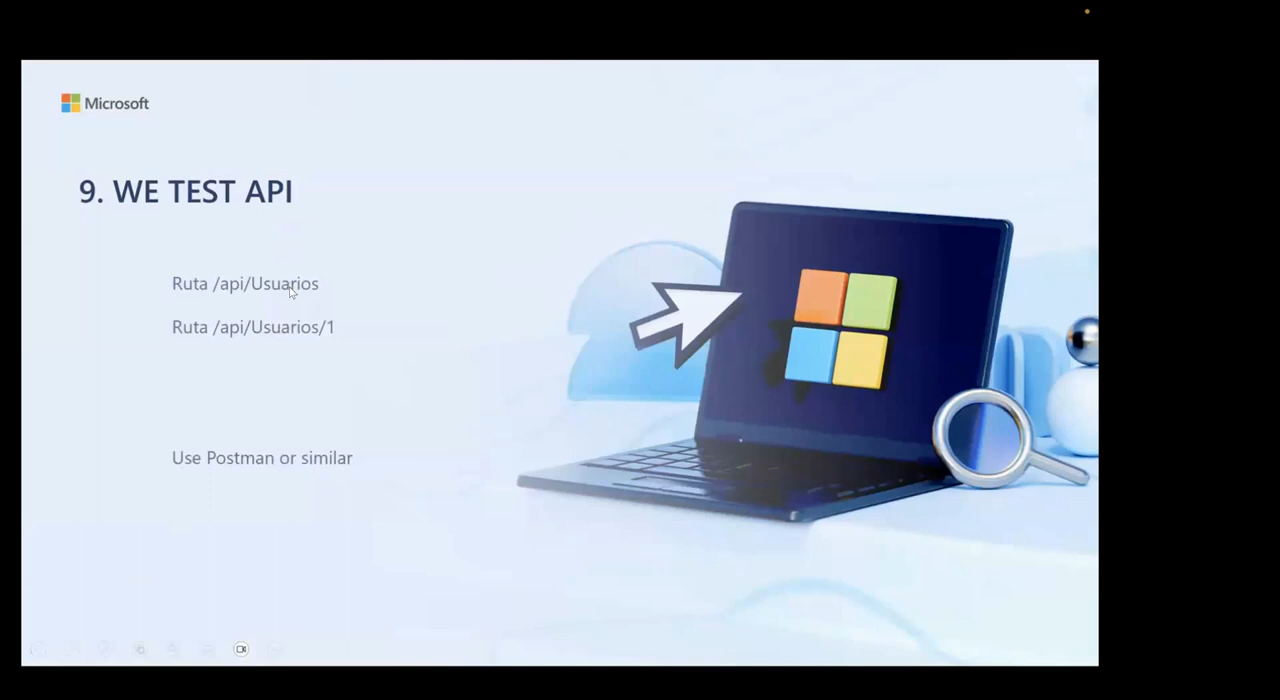 Microsoft
9. WE TEST API
Ruta /api/Usuarios
Ruta /api/Usuarios/1
Use Postman or similar